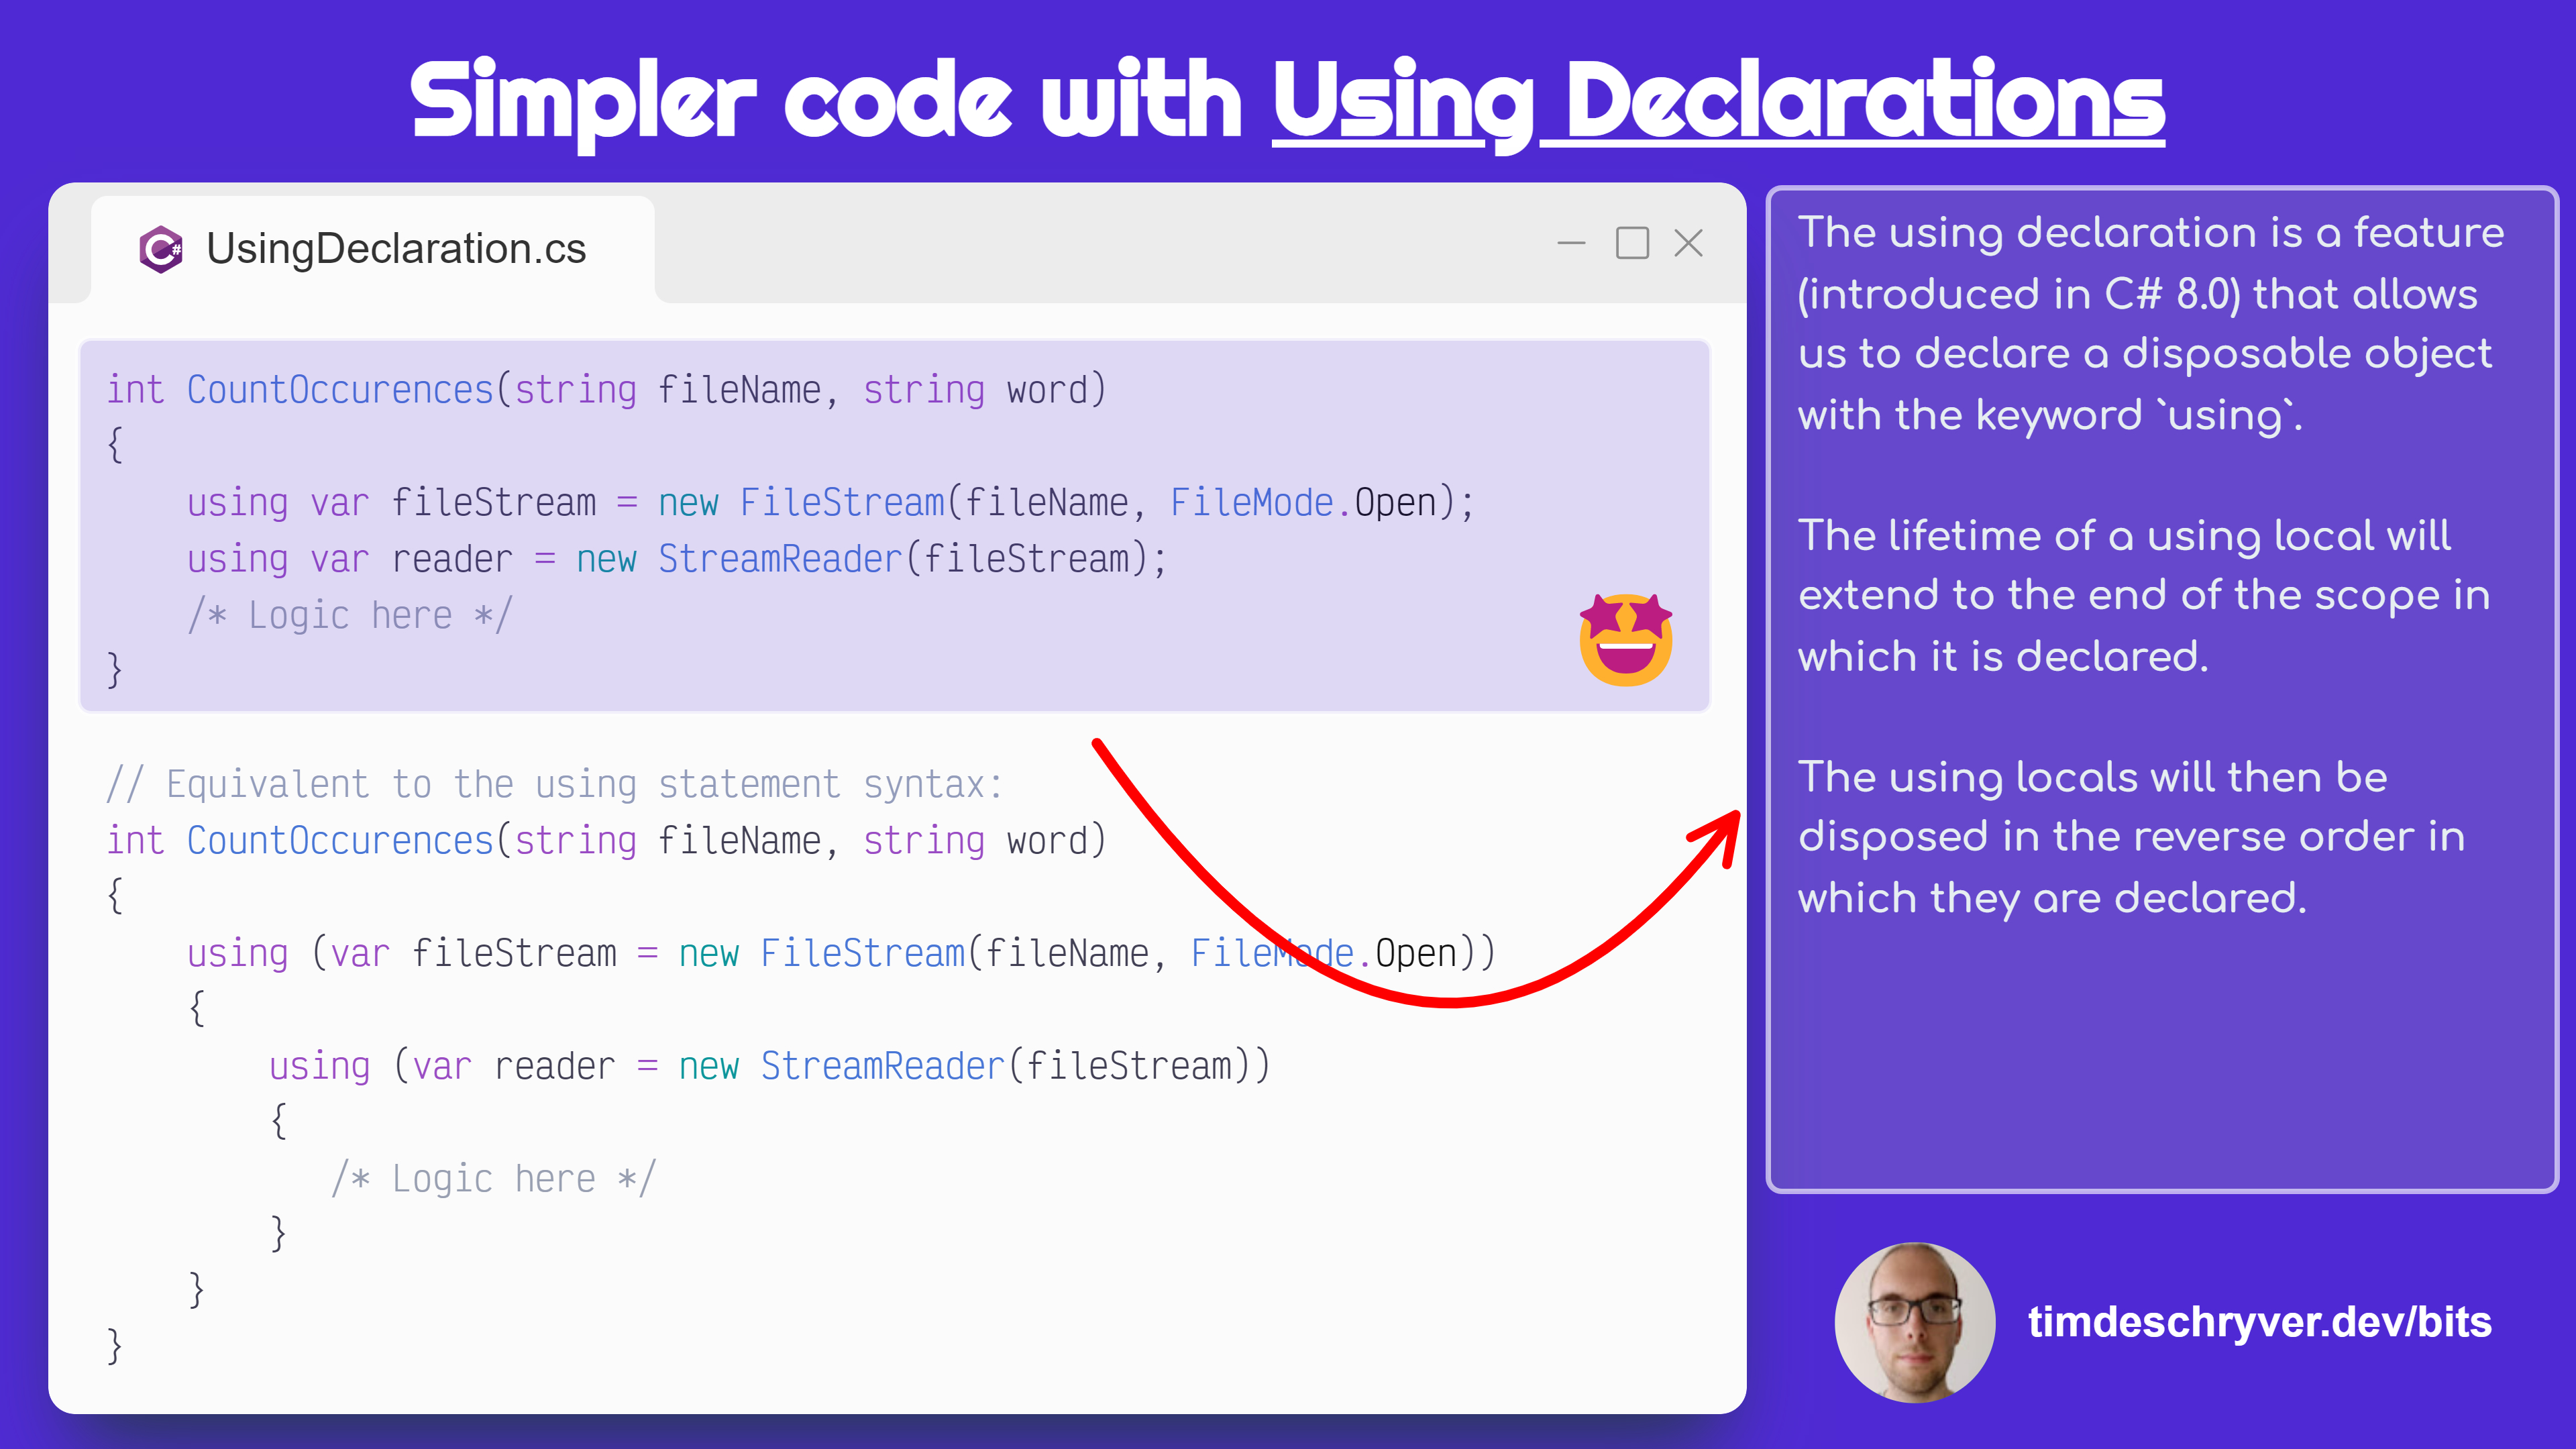 Simpler code with Using Declarations
UsingDeclaration.cs
int CountOccurences(string fileName, string word)
{
    using var fileStream = new FileStream(fileName, FileMode.Open);
    using var reader = new StreamReader(fileStream);
    /* Logic here */
}
// Equivalent to the using statement syntax:
int CountOccurences(string fileName, string word)
{
    using (var fileStream = new FileStream(fileName, FileMode.Open))
    {
        using (var reader = new StreamReader(fileStream))
        {
           /* Logic here */
        }
    }
}
The using declaration is a feature
(introduced in C# 8.0) that allows
us to declare a disposable object
with the keyword `using`.
The lifetime of a using local will
extend to the end of the scope in
which it is declared.
The using locals will then be
disposed in the reverse order in
which they are declared.
timdeschryver.dev/bits